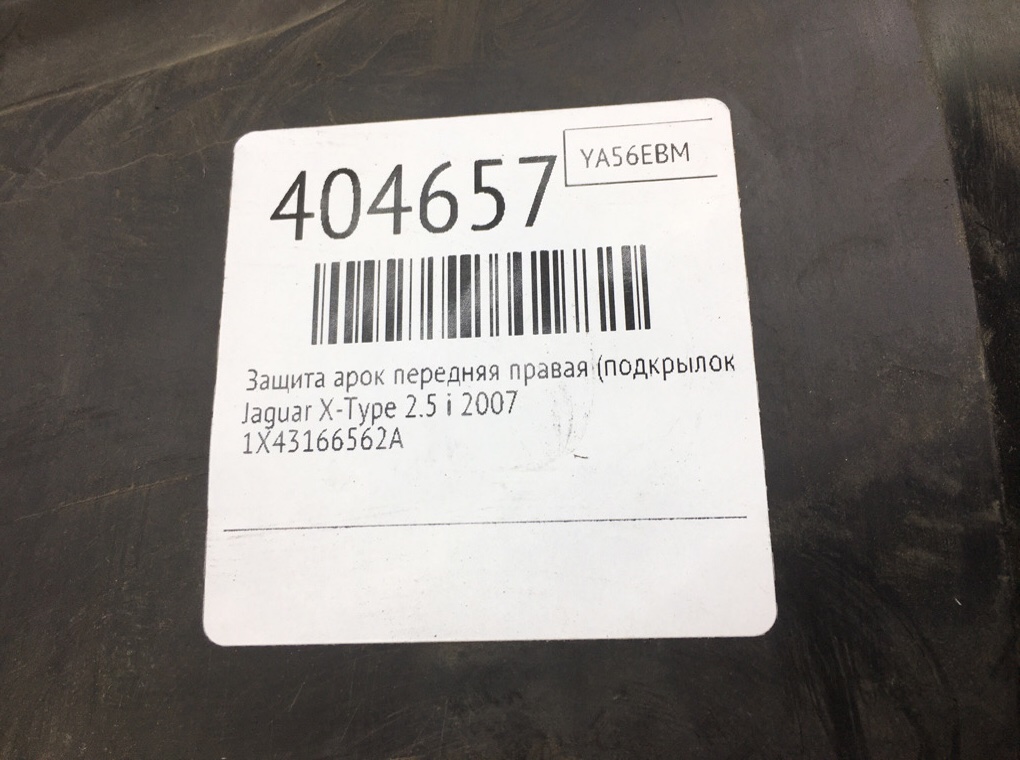 404657
YA56EBM
Защита арок передняя правая (подкрылок
Jaguar X-Type 2.5 i 2007
1X43166562A